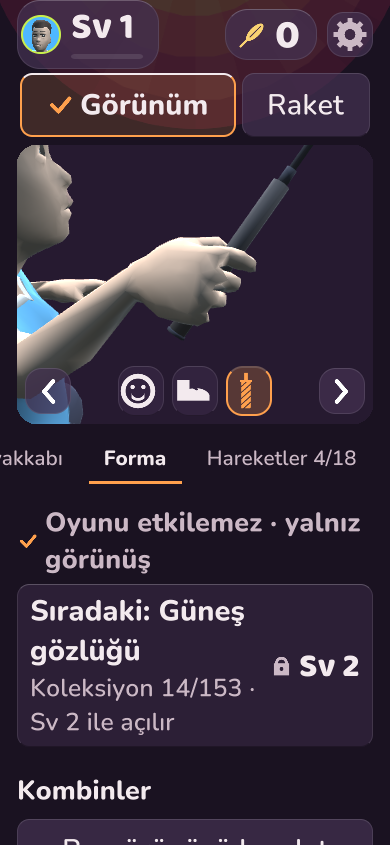 Sv 1
0
Görünüm
Raket
Forma
Hareketler 4/18
Oyunu etkilemez · yalnız
görünüş
Sıradaki: Güneş
gözlüğü
Sv 2
Koleksiyon 14/153 ·
Sv 2 ile açılır
Kombinler